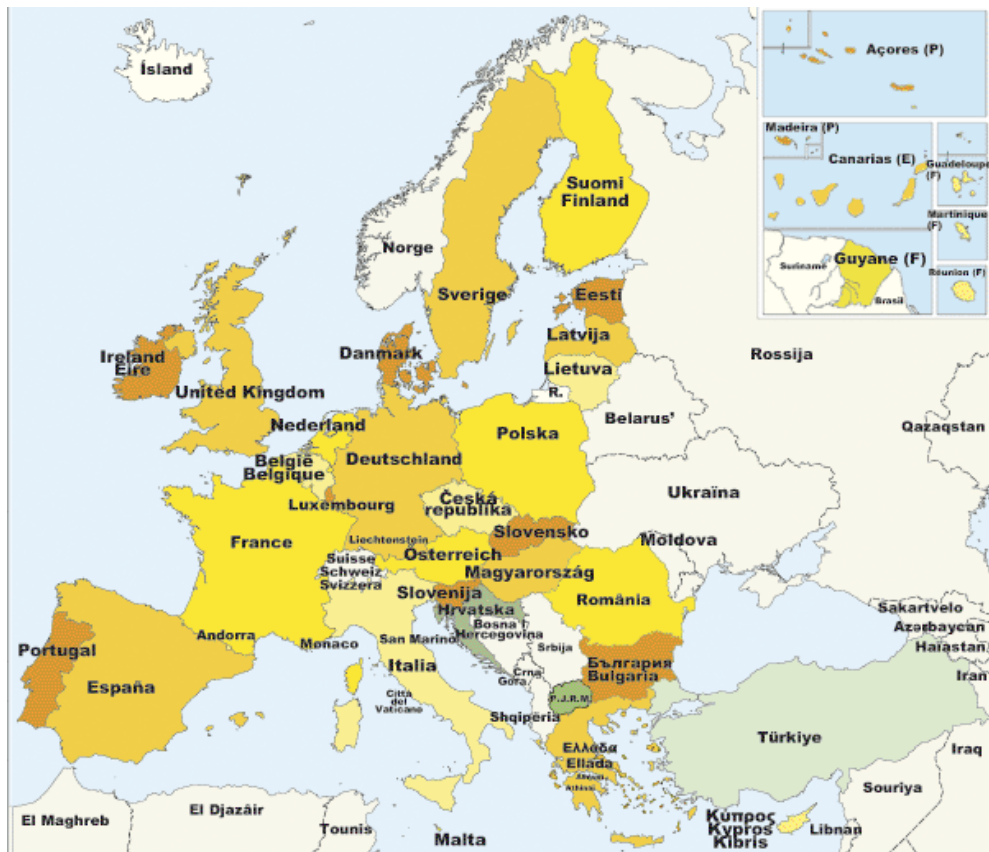 Ísland
Açores (P)
Madeira (P)
Canarias (E)
Guadeloupe
(F)
Martinique
(F)
Guyane (F)
Suriname
Brasil
Réunion (F)
Suomi
Finland
Norge
Sverige
Eesti
Latvija
Lietuva
R.
Rossija
Danmark
Ireland
Éire
United Kingdom
Nederland
België
Belgique
Deutschland
Polska
Belarus'
Qazaqstan
Luxembourg
Česká
republika
Ukraïna
Slovensko
Liechtenstein
France
Österreich
Moldova
Suisse
Schweiz
Svizzera
Magyarország
Slovenija
Hrvatska
România
Bosna i
Hercegovina
Srbija
Sakartvelo
Azərbaycan
Haïastan
Iran
Andorra
Monaco
San Marino
Portugal
España
Italia
Città
del
Vaticano
Crna
Gora
България
Bulgaria
P.J.R.M.
Shqipëria
Türkiye
Ελλάδα
Ellada
Iraq
Souriya
El Maghreb
El Djazáir
Tounis
Malta
Κύπρος
Kypros
Kibris
Libnan